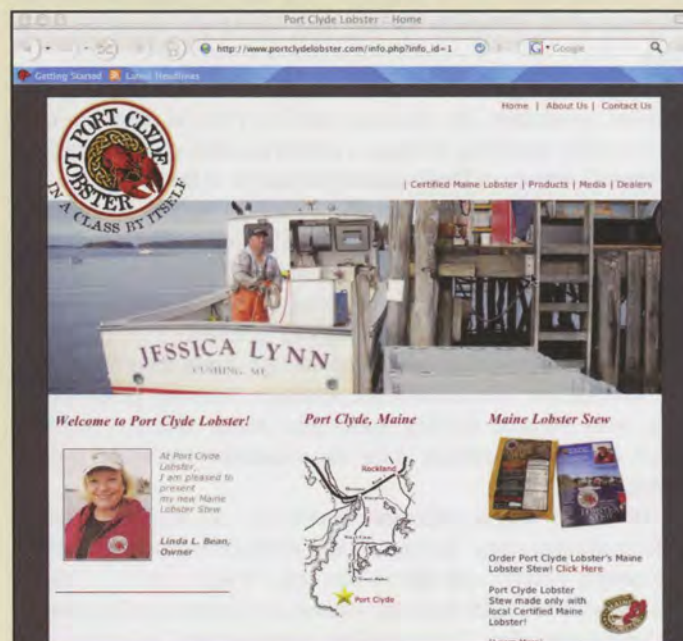 Port Clyde Lobster :: Home
http://www.portclydelobster.com/info.php?info_id=1
Google
Getting Started
Latest Headlines
Home | About Us | Contact Us
PORT CLYDE LOBSTER
IN A CLASS BY ITSELF
| Certified Maine Lobster | Products | Media | Dealers
JESSICA LYNN
CUSHING, ME
Welcome to Port Clyde Lobster!
At Port Clyde
Lobster,
I am pleased to
present
my new Maine
Lobster Stew
Linda L. Bean,
Owner
Port Clyde, Maine
Rockland
Port Clyde
Maine Lobster Stew
Order Port Clyde Lobster's Maine
Lobster Stew! Click Here
Port Clyde Lobster
Stew made only with
local Certified Maine
Lobster!